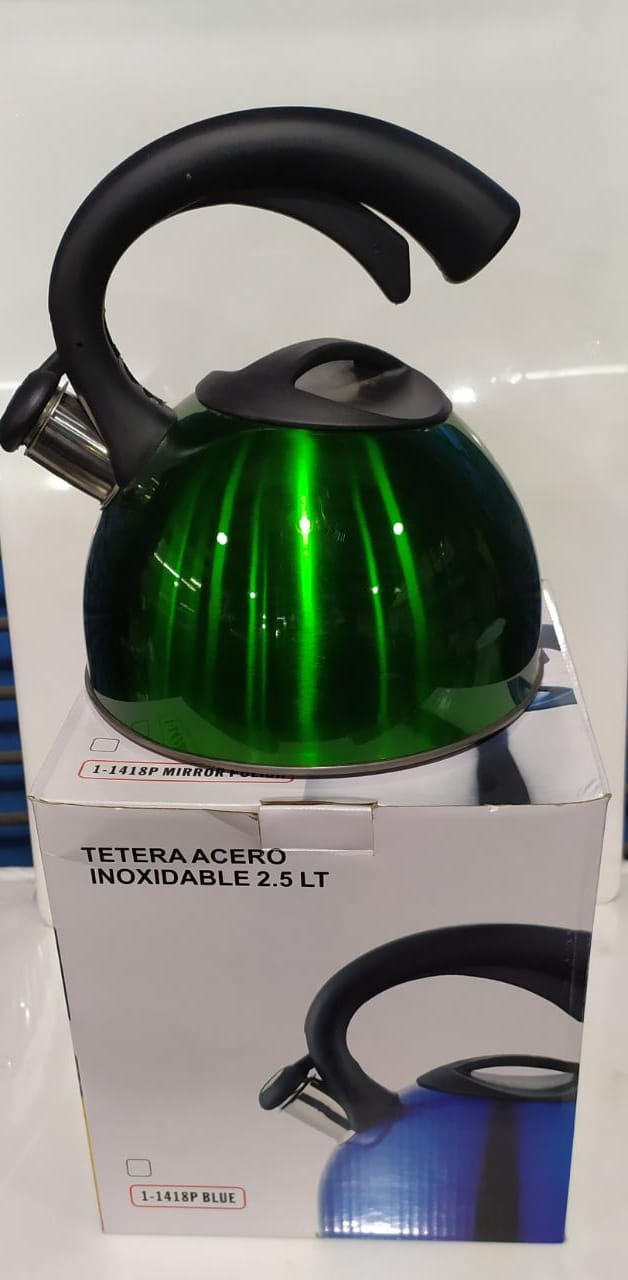 1-1418P MIRROR
TETERA ACERO
INOXIDABLE 2.5 LT
1-1418P BLUE